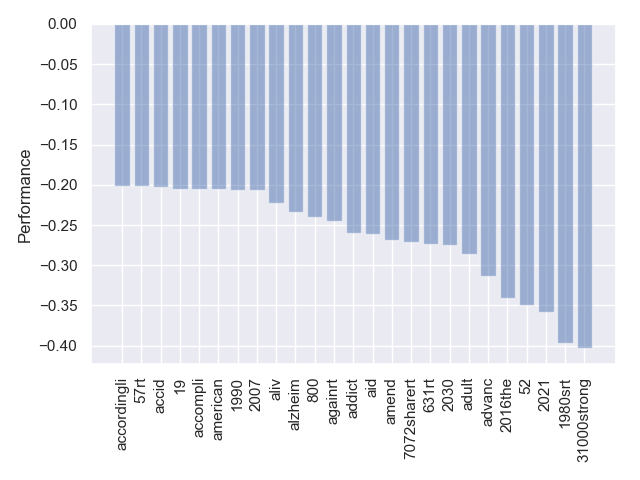 0.00
−0.05
−0.10
−0.15
−0.20
−0.25
−0.30
−0.35
−0.40
Performance
accordingli
57rt
accid
19
accompli
american
1990
2007
aliv
alzheim
800
againrt
addict
aid
amend
7072sharert
631rt
2030
adult
advanc
2016the
52
2021
1980srt
31000strong